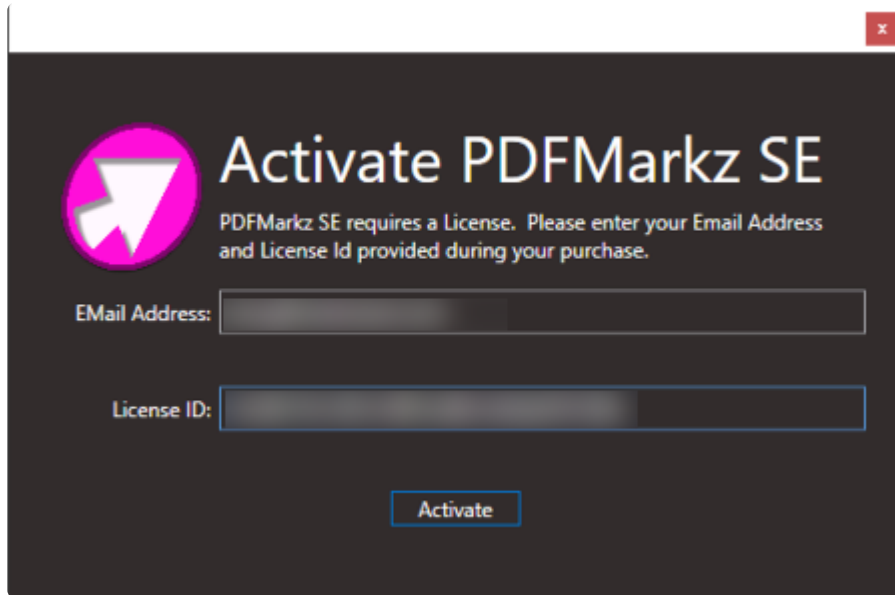 x
Activate PDFMarkz SE
PDFMarkz SE requires a License.  Please enter your Email Address
and License Id provided during your purchase.
EMail Address:
License ID:
Activate